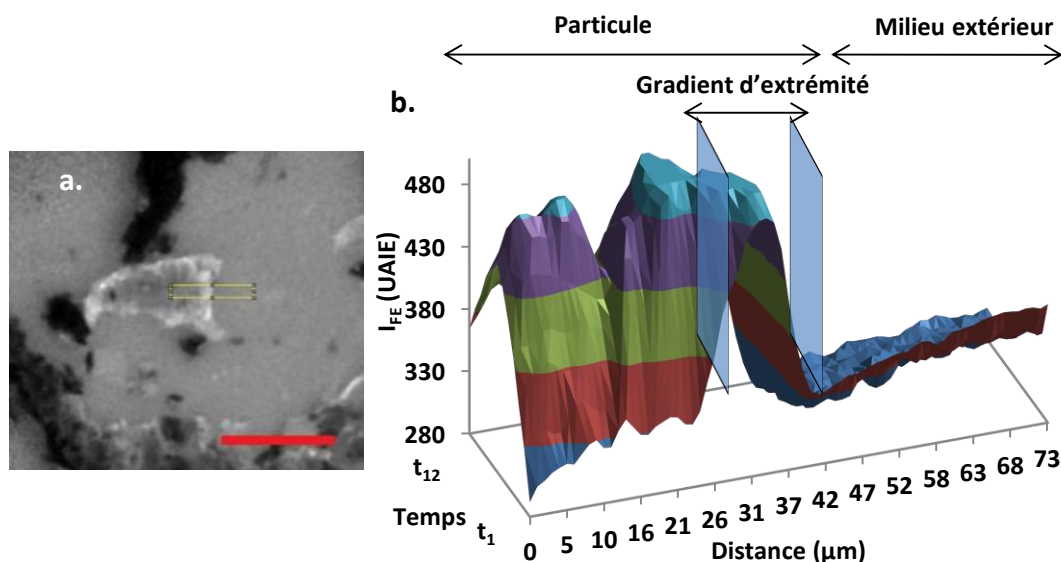 Particule
Milieu extérieur
Gradient d'extrémité
b.
a.
I_FE (UAIE)
480
430
380
330
280
t12
Temps t1
0 5 10 16 21 26 31 37 42 47 52 58 63 68 73
Distance (µm)